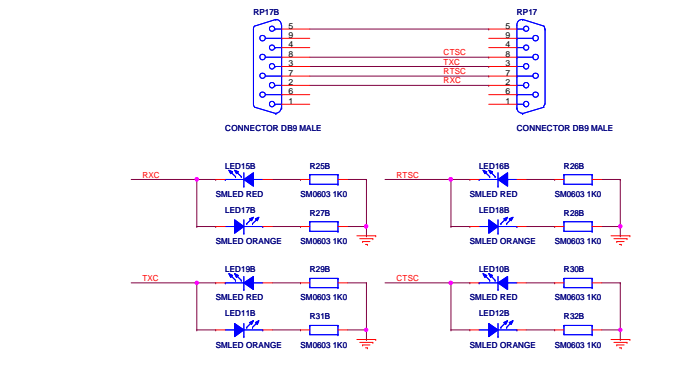 RP17B
RP17
5
9
4
8
3
7
2
6
1
CTSC
TXC
RTSC
RXC
5
9
4
8
3
7
2
6
1
CONNECTOR DB9 MALE
CONNECTOR DB9 MALE
RXC
LED15B
R25B
SMLED RED
SM0603 1K0
LED17B
R27B
SMLED ORANGE
SM0603 1K0
RTSC
LED16B
R26B
SMLED RED
SM0603 1K0
LED18B
R28B
SMLED ORANGE
SM0603 1K0
TXC
LED19B
R29B
SMLED RED
SM0603 1K0
LED11B
R31B
SMLED ORANGE
SM0603 1K0
CTSC
LED10B
R30B
SMLED RED
SM0603 1K0
LED12B
R32B
SMLED ORANGE
SM0603 1K0